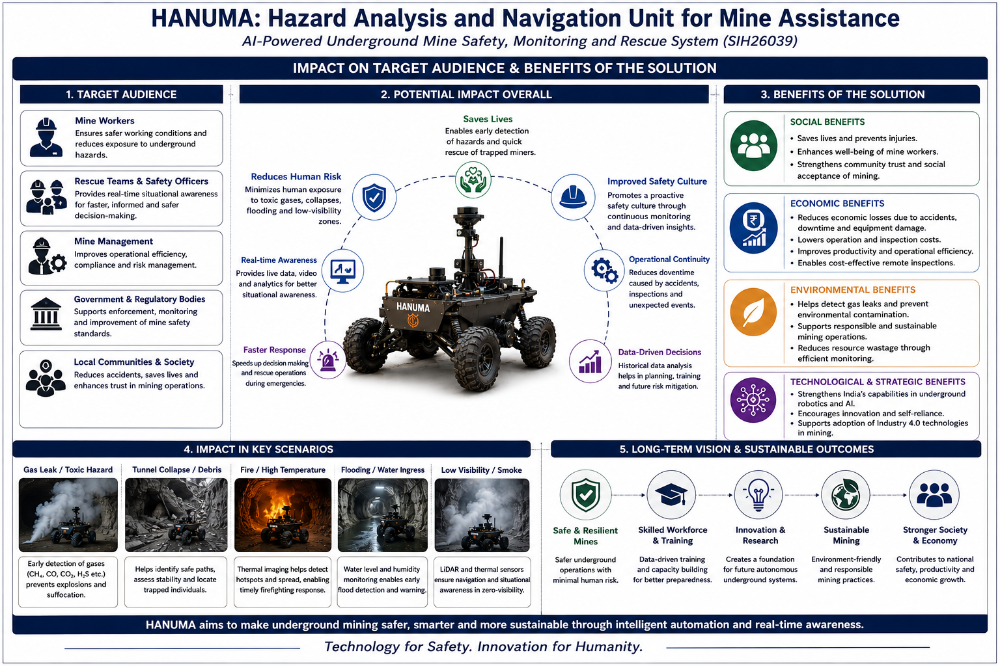 HANUMA: Hazard Analysis and Navigation Unit for Mine Assistance
AI-Powered Underground Mine Safety, Monitoring and Rescue System (SIH26039)
IMPACT ON TARGET AUDIENCE & BENEFITS OF THE SOLUTION
1. TARGET AUDIENCE
Mine Workers
Ensures safer working conditions and
reduces exposure to underground
hazards.
Rescue Teams & Safety Officers
Provides real-time situational awareness
for faster, informed and safer
decision-making.
Mine Management
Improves operational efficiency,
compliance and risk management.
Government & Regulatory Bodies
Supports enforcement, monitoring
and improvement of mine safety
standards.
Local Communities & Society
Reduces accidents, saves lives and
enhances trust in mining operations.
2. POTENTIAL IMPACT OVERALL
Saves Lives
Enables early detection
of hazards and quick
rescue of trapped miners.
Reduces Human Risk
Minimizes human exposure
to toxic gases, collapses,
flooding and low-visibility
zones.
Real-time Awareness
Provides live data, video
and analytics for better
situational awareness.
Faster Response
Speeds up decision making
and rescue operations
during emergencies.
Improved Safety Culture
Promotes a proactive
safety culture through
continuous monitoring
and data-driven insights.
Operational Continuity
Reduces doventime
caused by accidents,
inspections and
unexpected events.
Data-Driven Decisions
Historical data analysis
helps in planning, training
and future risk mitigation.
HANUMA
3. BENEFITS OF THE SOLUTION
SOCIAL BENEFITS
• Saves lives and prevents injuries.
• Enhances well-being of mine workers.
• Strengthens community trust and social
acceptance of mining.
₹
ECONOMIC BENEFITS
• Reduces economic losses due to accidents,
downtime and equipment damage.
• Lowers operation and inspection costs.
• Improves productivity and operational efficiency.
• Enables cost-effective remote inspections.
ENVIRONMENTAL BENEFITS
• Helps detect gas leaks and prevent
environmental contamination.
• Supports responsible and sustainable
mining operations.
• Reduces resource wastage through
efficient monitoring.
TECHNOLOGICAL & STRATEGIC BENEFITS
• Strengthens India's capabilities in underground
robotics and AI.
• Encourages innovation and self-reliance.
• Supports adoption of Industry 4.0 technologies
in mining.
4. IMPACT IN KEY SCENARIOS
Gas Leak / Toxic Hazard
Early detection of gases
(CH₄, CO, CO₂, H₂S etc.)
prevents explosions and
suffocation.
Tunnel Collapse / Debris
Helps identify safe paths,
assess stability and locate
trapped individuals.
Fire / High Temperature
Thermal imaging helps detect
hotspots and spread, enabling
timely firefighting response.
Flooding / Water Ingress
Water level and humidity
monitoring enables early
flood detection and warning.
Low Visibility / Smoke
LiDAR and thermal sensors
ensure navigation and situational
awareness in zero-visibility.
5. LONG-TERM VISION & SUSTAINABLE OUTCOMES
Safe & Resilient
Mines
Safer underground
operations with
minimal human risk.
Skilled Workforce
& Training
Data-driven training
and capacity building
for better preparedness.
Innovation &
Research
Creates a foundation
for future autonomous
underground systems.
Sustainable
Mining
Environment-friendly
and responsible
mining practices.
Stronger Society
& Economy
Contributes to national
safety, productivity and
economic growth.
HANUMA aims to make underground mining safer, smarter and more sustainable through intelligent automation and real-time awareness.
Technology for Safety. Innovation for Humanity.